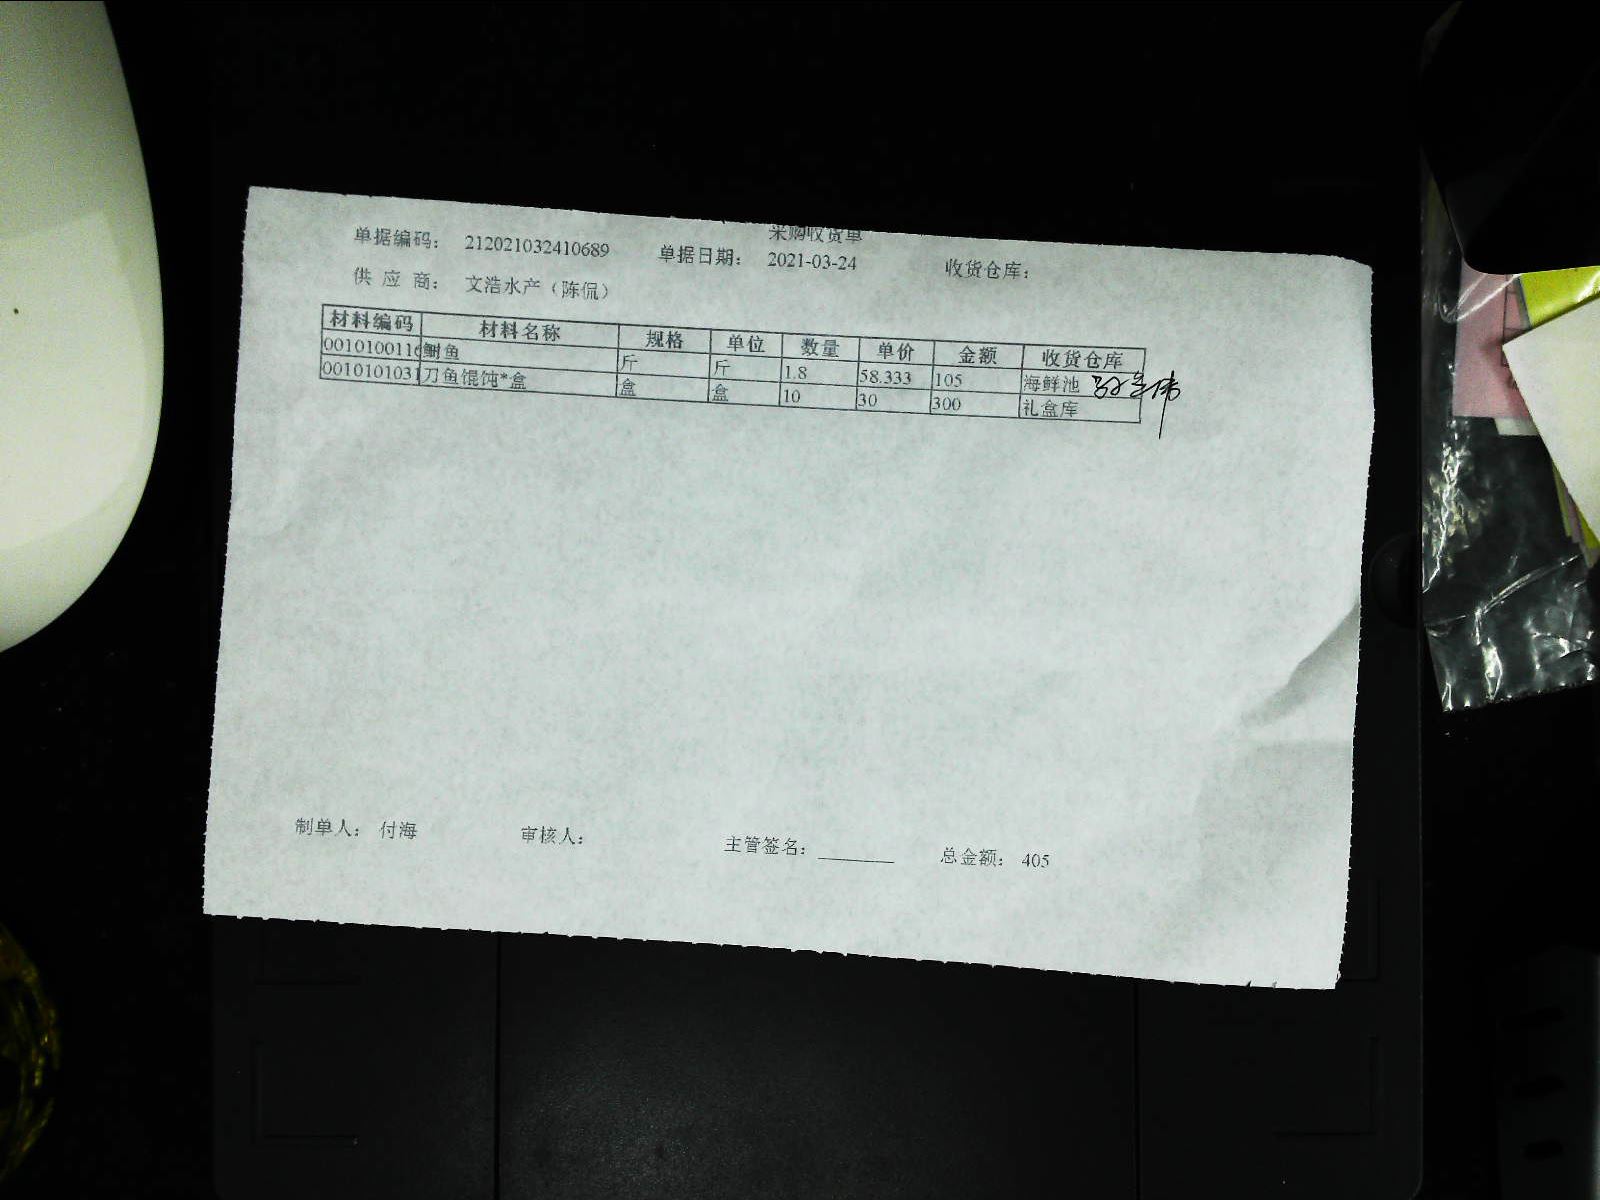 采购收货单
单据编码： 212021032410689 单据日期： 2021-03-24 收货仓库：
供 应 商： 文浩水产（陈侃）
材料编码 材料名称 规格 单位 数量 单价 金额 收货仓库
0010100116 鲥鱼 斤 斤 1.8 58.333 105 海鲜池
0010101031 刀鱼馄饨*盒 盒 盒 10 30 300 礼盒库
制单人： 付海 审核人： 主管签名： ________ 总金额： 405